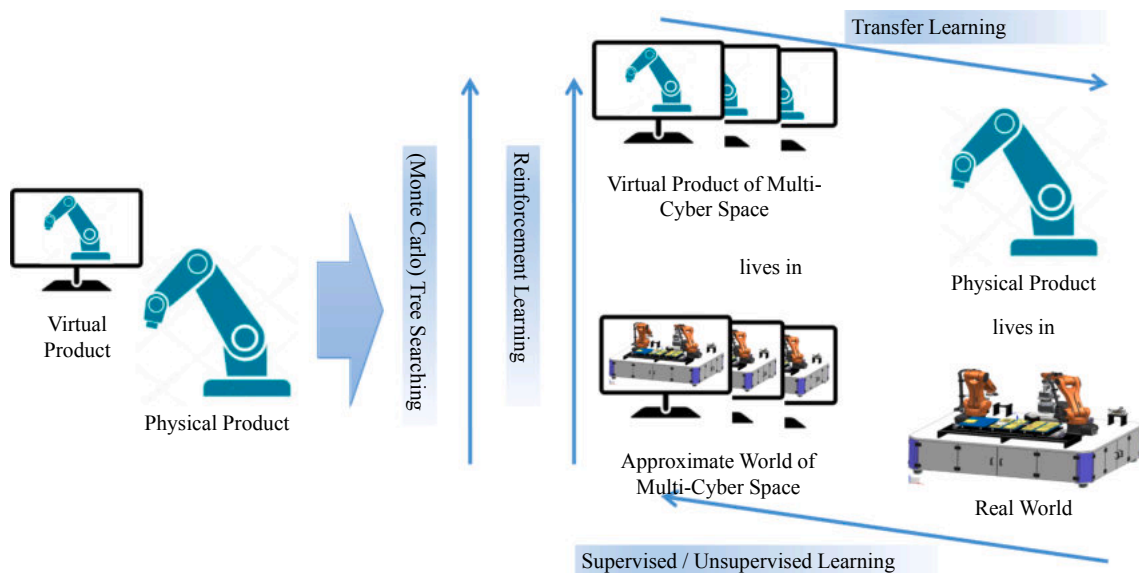 Transfer Learning
(Monte Carlo) Tree Searching
Reinforcement Learning
Virtual Product of Multi-
Cyber Space
lives in
Physical Product
lives in
Virtual
Product
Physical Product
Approximate World of
Multi-Cyber Space
Real World
Supervised / Unsupervised Learning